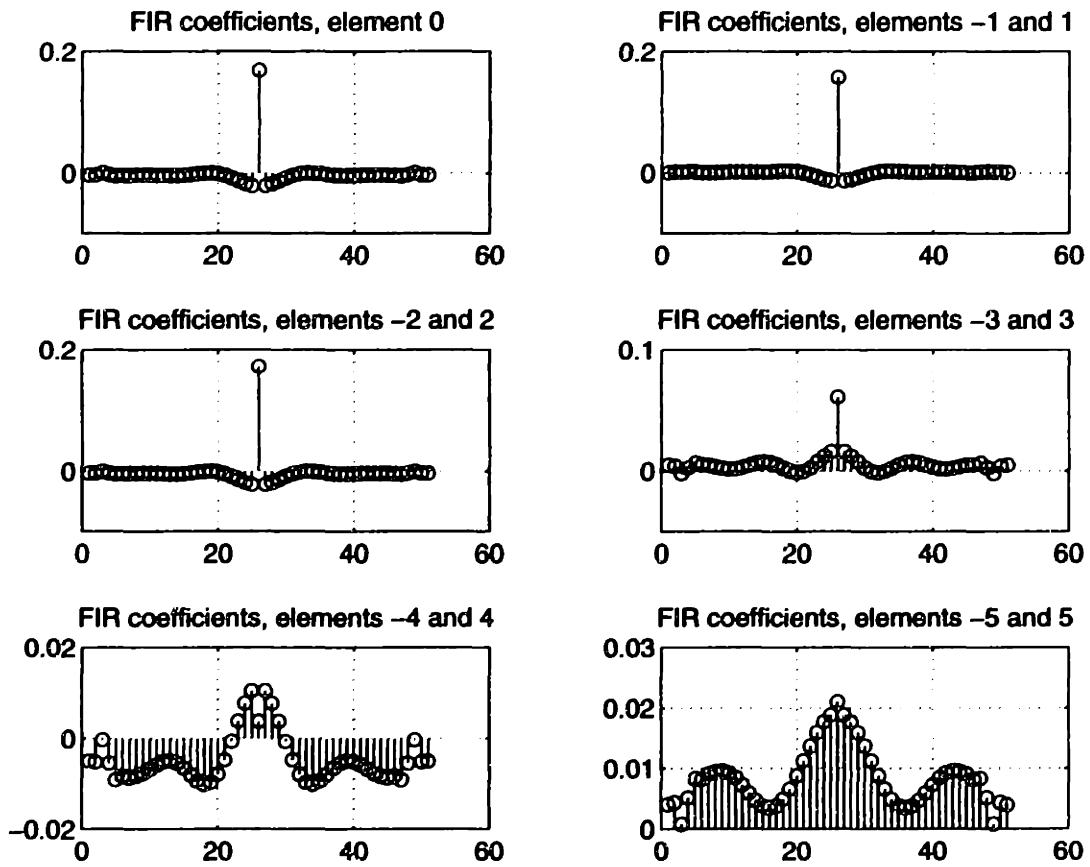 FIR coefficients, element 0
0.2
0
0 20 40 60
FIR coefficients, elements −1 and 1
0.2
0
0 20 40 60
FIR coefficients, elements −2 and 2
0.2
0
0 20 40 60
FIR coefficients, elements −3 and 3
0.1
0
0 20 40 60
FIR coefficients, elements −4 and 4
0.02
0
−0.02
0 20 40 60
FIR coefficients, elements −5 and 5
0.03
0.02
0.01
0
0 20 40 60